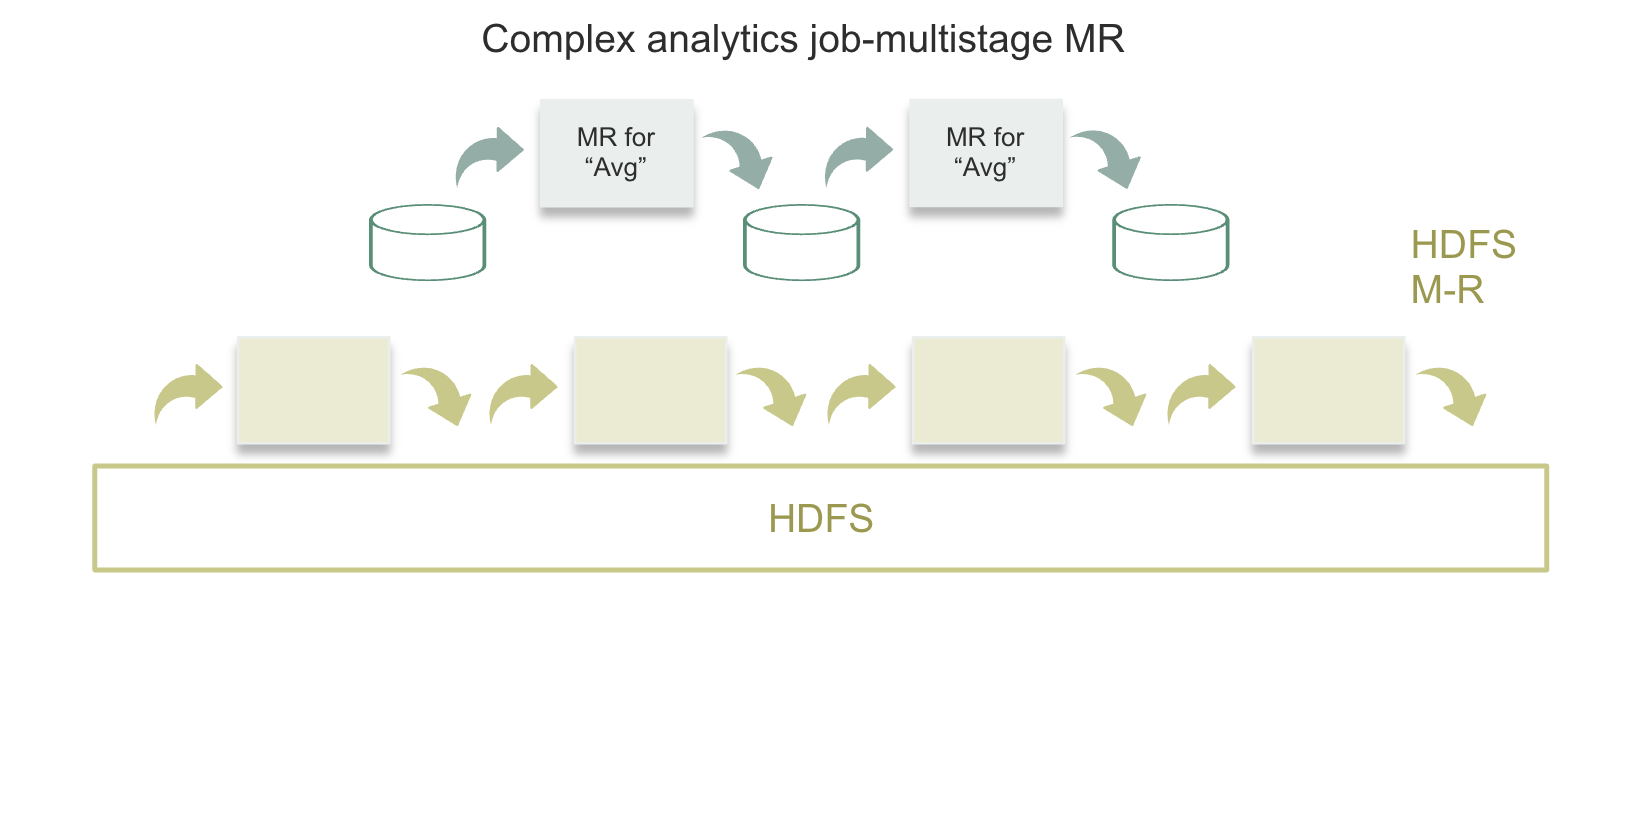 Complex analytics job-multistage MR
MR for
“Avg”
MR for
“Avg”
HDFS
M-R
HDFS